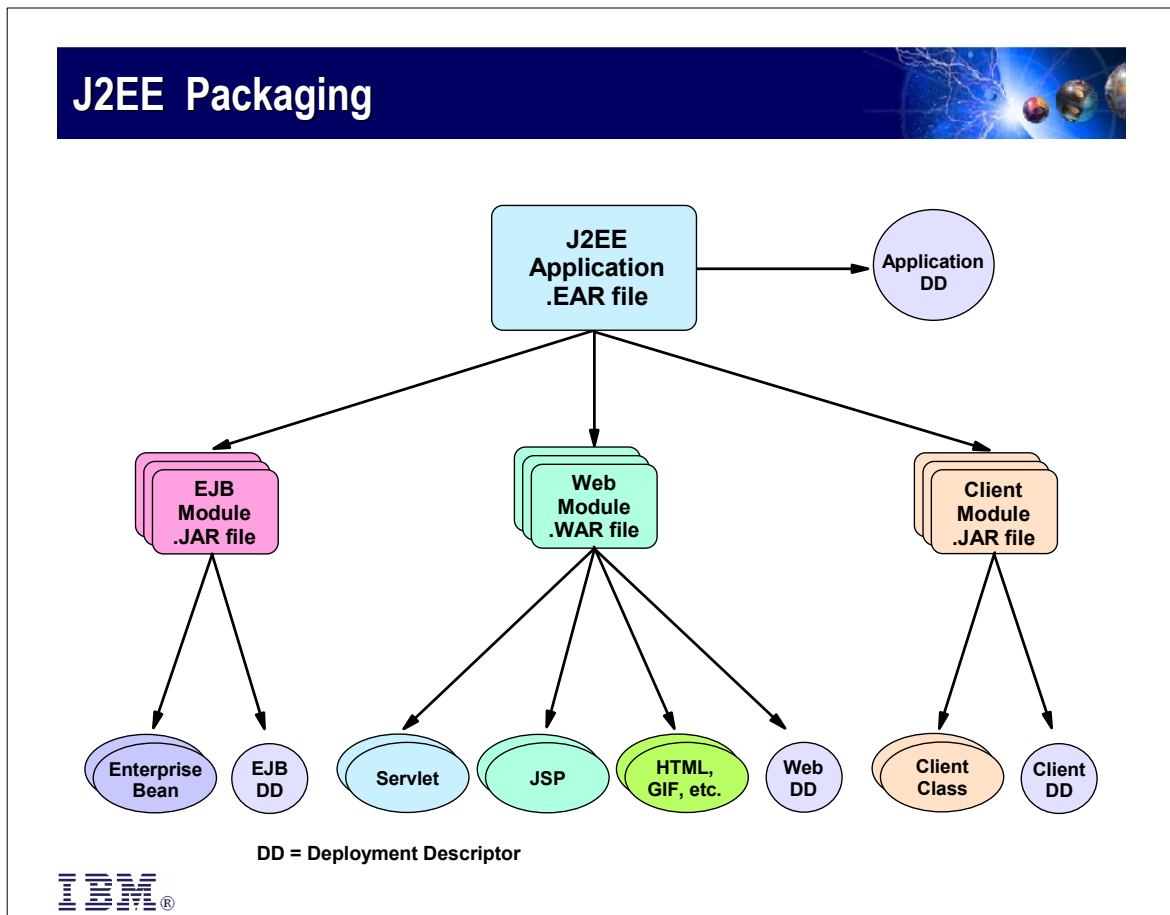 J2EE Packaging
J2EE
Application
.EAR file
Application
DD
EJB
Module
.JAR file
Web
Module
.WAR file
Client
Module
.JAR file
Enterprise
Bean
EJB
DD
Servlet
JSP
HTML,
GIF, etc.
Web
DD
Client
Class
Client
DD
DD = Deployment Descriptor
IBM®